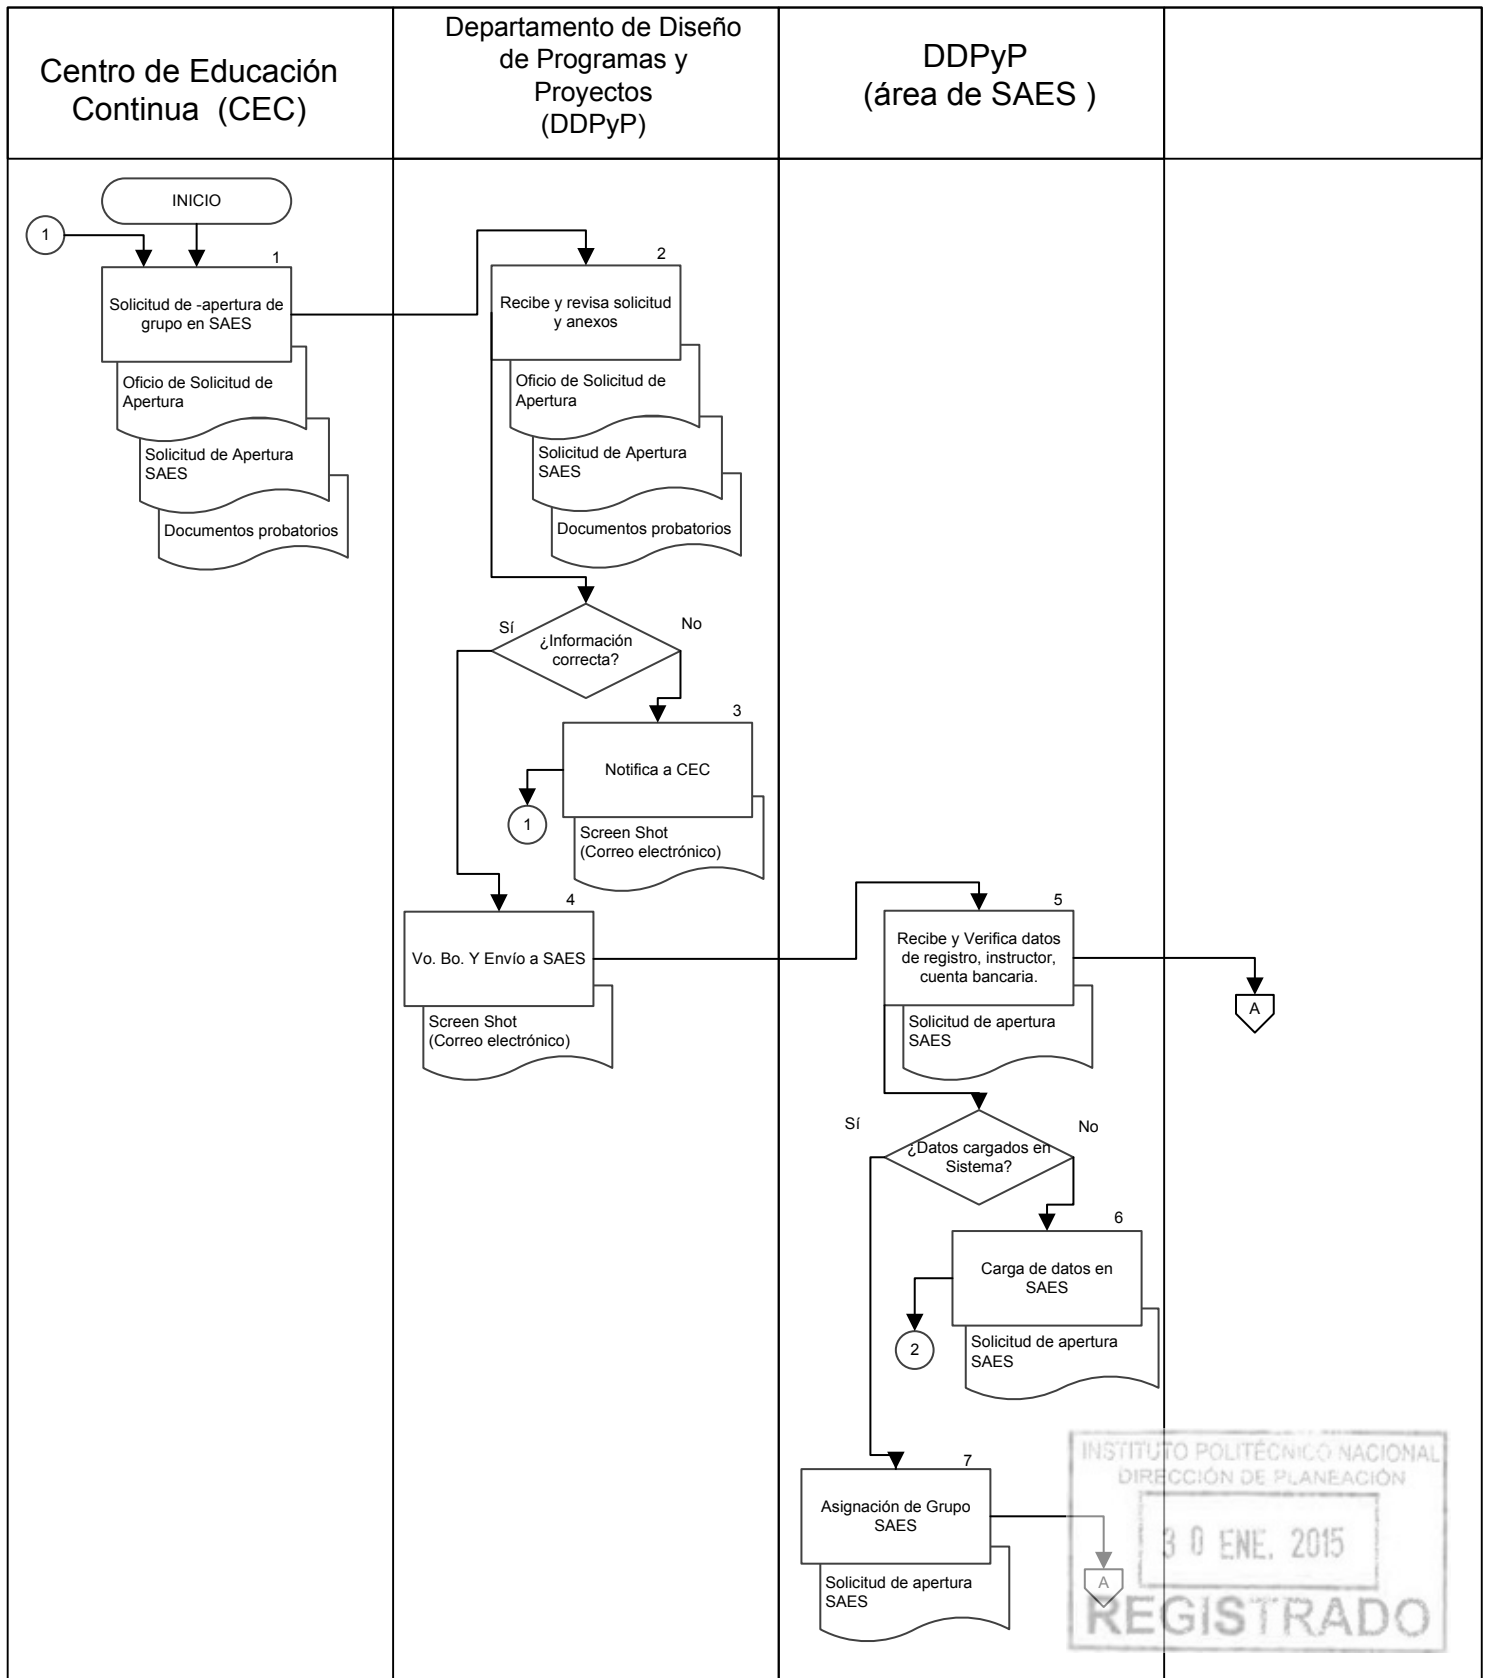 Centro de Educación
Continua (CEC)
Departamento de Diseño
de Programas y
Proyectos
(DDPyP)
DDPyP
(área de SAES )
INICIO
1
1
Solicitud de -apertura de
grupo en SAES
Oficio de Solicitud de
Apertura
Solicitud de Apertura
SAES
Documentos probatorios
2
Recibe y revisa solicitud
y anexos
Oficio de Solicitud de
Apertura
Solicitud de Apertura
SAES
Documentos probatorios
Sí
No
¿Información
correcta?
3
Notifica a CEC
1
Screen Shot
(Correo electrónico)
4
Vo. Bo. Y Envío a SAES
Screen Shot
(Correo electrónico)
5
Recibe y Verifica datos
de registro, instructor,
cuenta bancaria.
Solicitud de apertura
SAES
A
Sí
No
¿Datos cargados en
Sistema?
6
Carga de datos en
SAES
2
Solicitud de apertura
SAES
7
Asignación de Grupo
SAES
Solicitud de apertura
SAES
A
INSTITUTO POLITÉCNICO NACIONAL
DIRECCIÓN DE PLANEACIÓN
30 ENE. 2015
REGISTRADO